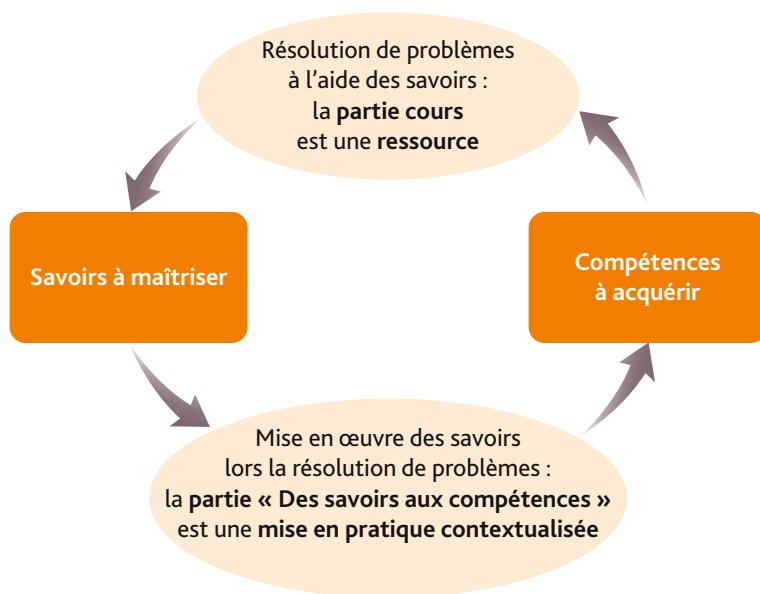 Résolution de problèmes
à l'aide des savoirs :
la partie cours
est une ressource
Savoirs à maîtriser
Compétences
à acquérir
Mise en œuvre des savoirs
lors la résolution de problèmes :
la partie « Des savoirs aux compétences »
est une mise en pratique contextualisée